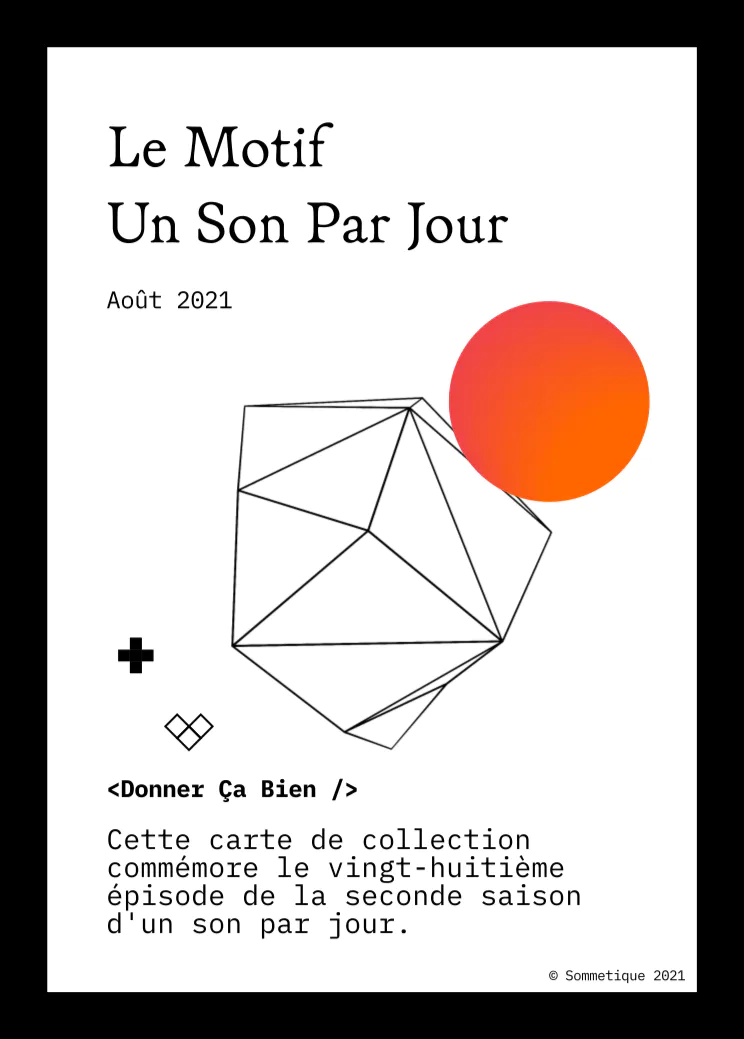 Le Motif
Un Son Par Jour
Août 2021
<Donner Ça Bien />
Cette carte de collection
commémore le vingt-huitième
épisode de la seconde saison
d'un son par jour.
© Sommetique 2021